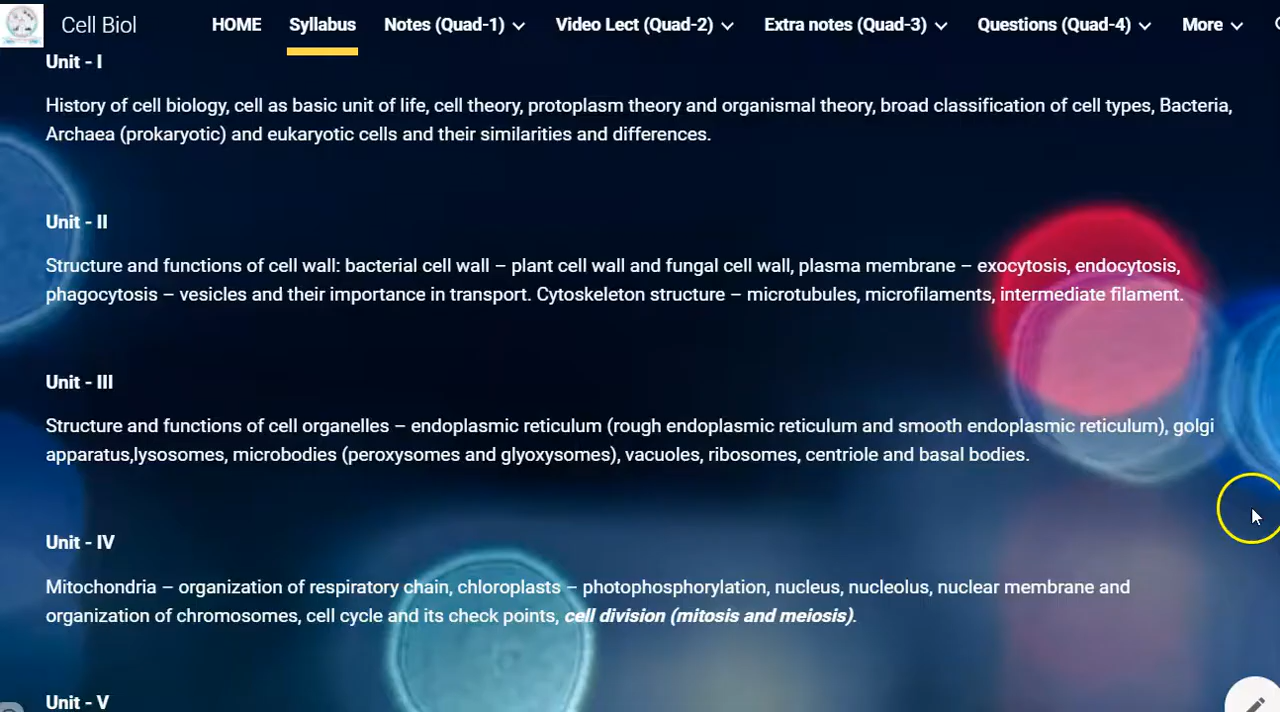 Cell Biol HOME Syllabus Notes (Quad-1) Video Lect (Quad-2) Extra notes (Quad-3) Questions (Quad-4) More
Unit - I
History of cell biology, cell as basic unit of life, cell theory, protoplasm theory and organismal theory, broad classification of cell types, Bacteria,
Archaea (prokaryotic) and eukaryotic cells and their similarities and differences.
Unit - II
Structure and functions of cell wall: bacterial cell wall – plant cell wall and fungal cell wall, plasma membrane – exocytosis, endocytosis,
phagocytosis – vesicles and their importance in transport. Cytoskeleton structure – microtubules, microfilaments, intermediate filament.
Unit - III
Structure and functions of cell organelles – endoplasmic reticulum (rough endoplasmic reticulum and smooth endoplasmic reticulum), golgi
apparatus,lysosomes, microbodies (peroxysomes and glyoxysomes), vacuoles, ribosomes, centriole and basal bodies.
Unit - IV
Mitochondria – organization of respiratory chain, chloroplasts – photophosphorylation, nucleus, nucleolus, nuclear membrane and
organization of chromosomes, cell cycle and its check points, cell division (mitosis and meiosis).
Unit - V